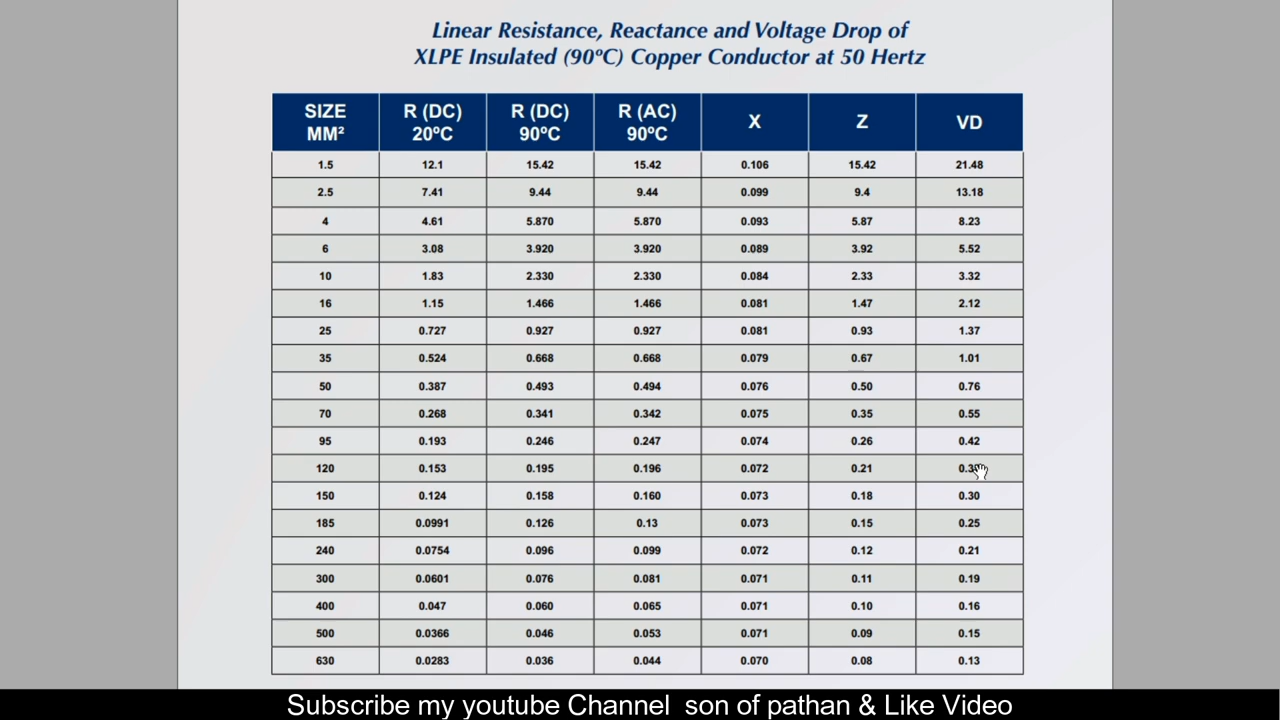 Linear Resistance, Reactance and Voltage Drop of
XLPE Insulated (90ºC) Copper Conductor at 50 Hertz
SIZE MM² R (DC) 20ºC R (DC) 90ºC R (AC) 90ºC X Z VD
1.5 12.1 15.42 15.42 0.106 15.42 21.48
2.5 7.41 9.44 9.44 0.099 9.4 13.18
4 4.61 5.870 5.870 0.093 5.87 8.23
6 3.08 3.920 3.920 0.089 3.92 5.52
10 1.83 2.330 2.330 0.084 2.33 3.32
16 1.15 1.466 1.466 0.081 1.47 2.12
25 0.727 0.927 0.927 0.081 0.93 1.37
35 0.524 0.668 0.668 0.079 0.67 1.01
50 0.387 0.493 0.494 0.076 0.50 0.76
70 0.268 0.341 0.342 0.075 0.35 0.55
95 0.193 0.246 0.247 0.074 0.26 0.42
120 0.153 0.195 0.196 0.072 0.21
150 0.124 0.158 0.160 0.073 0.18 0.30
185 0.0991 0.126 0.13 0.073 0.15 0.25
240 0.0754 0.096 0.099 0.072 0.12 0.21
300 0.0601 0.076 0.081 0.071 0.11 0.19
400 0.047 0.060 0.065 0.071 0.10 0.16
500 0.0366 0.046 0.053 0.071 0.09 0.15
630 0.0283 0.036 0.044 0.070 0.08 0.13
Subscribe my youtube Channel son of pathan & Like Video